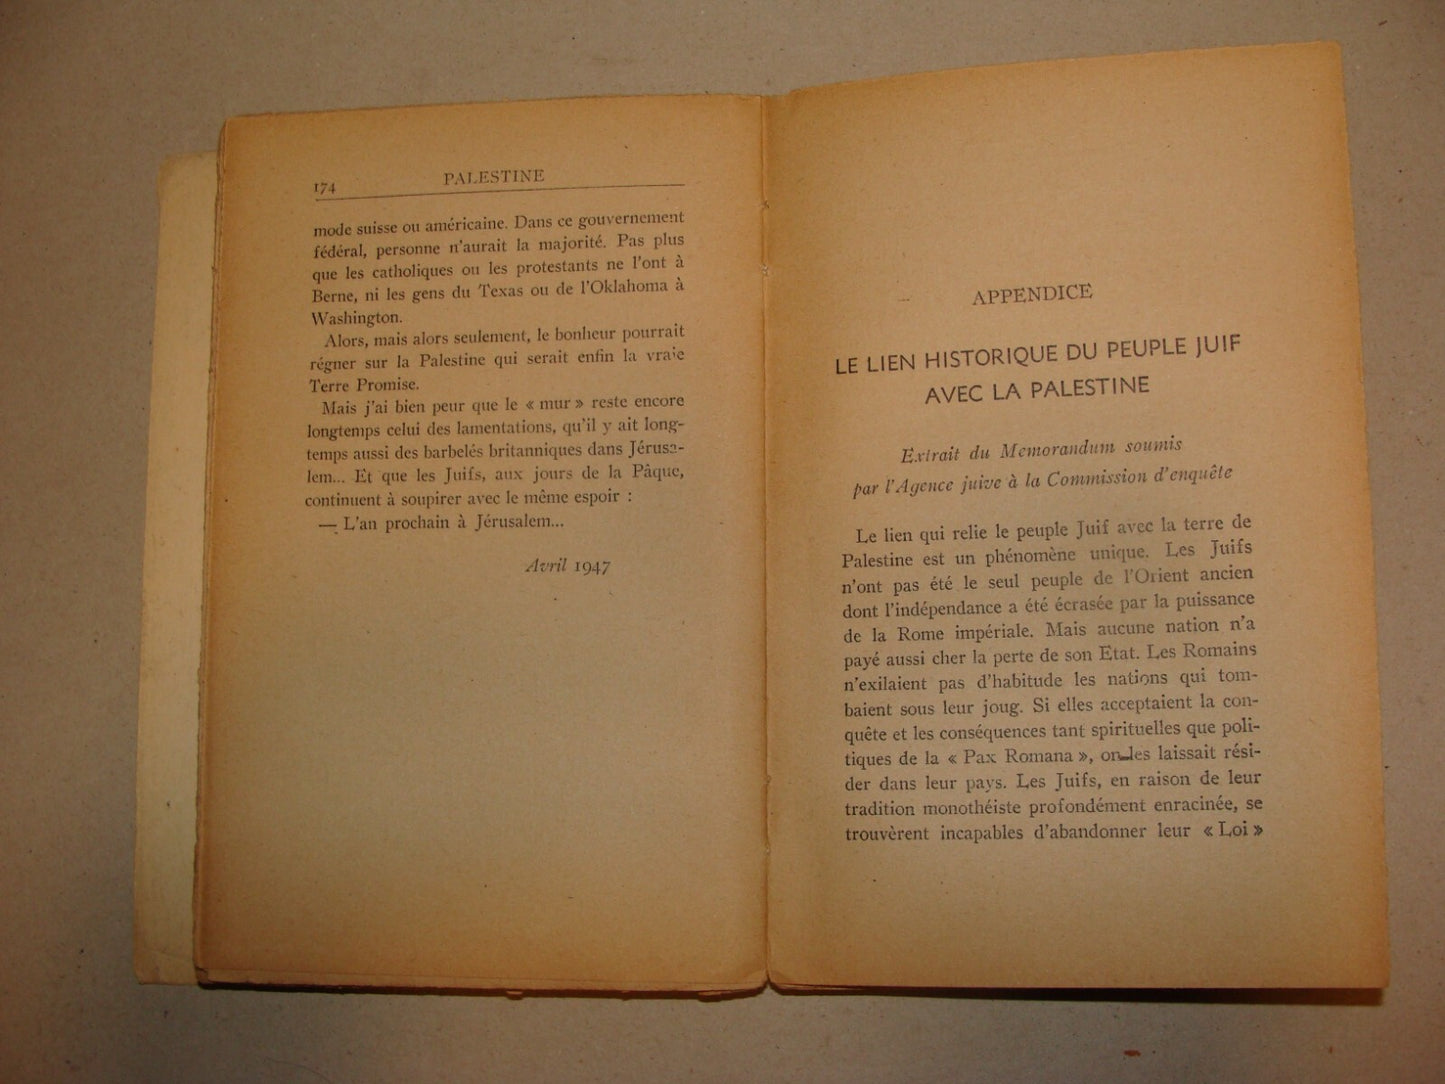 174
PALESTINE
mode suisse ou américaine. Dans ce gouvernement
fédéral, personne n'aurait la majorité. Pas plus
que les catholiques ou les protestants ne l'ont à
Berne, ni les gens du Texas ou de l'Oklahoma à
Washington.
Alors, mais alors seulement, le bonheur pourrait
régner sur la Palestine qui serait enfin la vraie
Terre Promise.
Mais j'ai bien peur que le « mur » reste encore
longtemps celui des lamentations, qu'il y ait long-
temps aussi des barbelés britanniques dans Jérusa-
lem... Et que les Juifs, aux jours de la Pâque,
continuent à soupirer avec le même espoir :
— L'an prochain à Jérusalem...
Avril 1947
APPENDICE
LE LIEN HISTORIQUE DU PEUPLE JUIF
AVEC LA PALESTINE
Extrait du Memorandum soumis
par l'Agence juive à la Commission d'enquête
Le lien qui relie le peuple Juif avec la terre de
Palestine est un phénomène unique. Les Juifs
n'ont pas été le seul peuple de l'Orient ancien
dont l'indépendance a été écrasée par la puissance
de la Rome impériale. Mais aucune nation n'a
payé aussi cher la perte de son Etat. Les Romains
n'exilaient pas d'habitude les nations qui tom-
baient sous leur joug. Si elles acceptaient la con-
quête et les conséquences tant spirituelles que poli-
tiques de la « Pax Romana », on les laissait rési-
der dans leur pays. Les Juifs, en raison de leur
tradition monothéiste profondément enracinée, se
trouvèrent incapables d'abandonner leur « Loi »